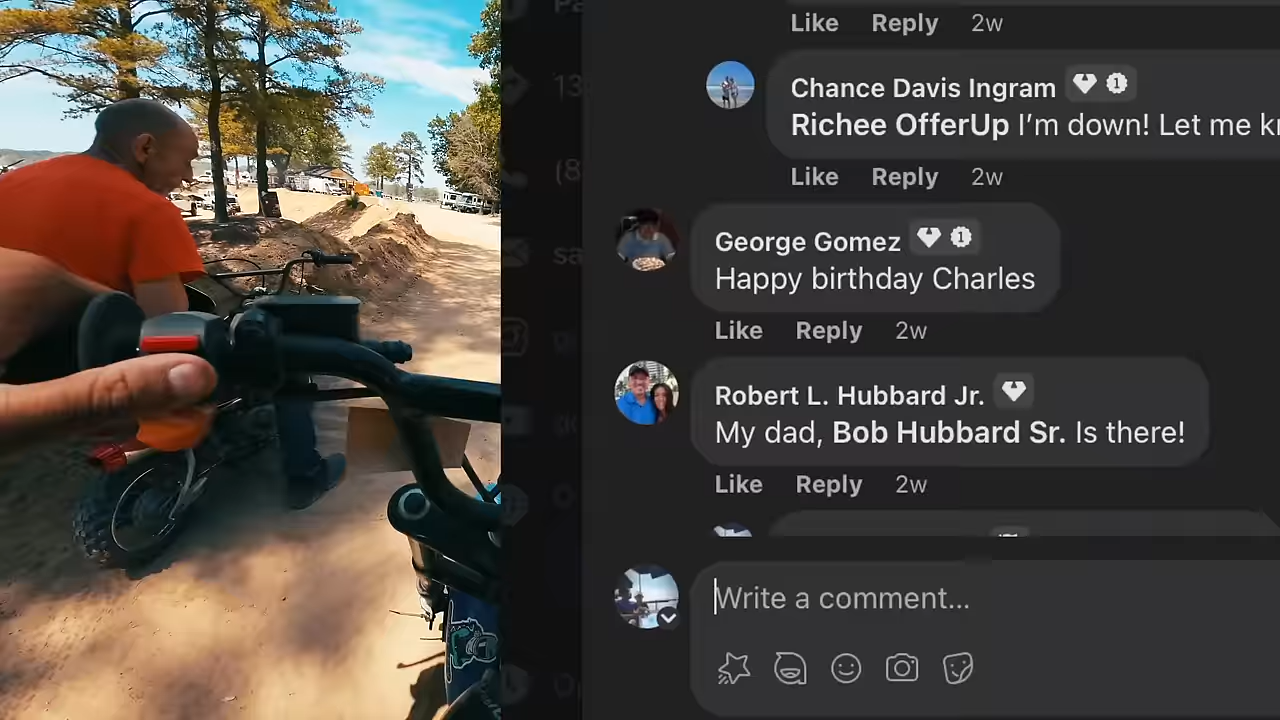 Like Reply 2w
Chance Davis Ingram
Richee OfferUp I'm down! Let me
Like Reply 2w
George Gomez
Happy birthday Charles
Like Reply 2w
Robert L. Hubbard Jr.
My dad, Bob Hubbard Sr. Is there!
Like Reply 2w
Write a comment...